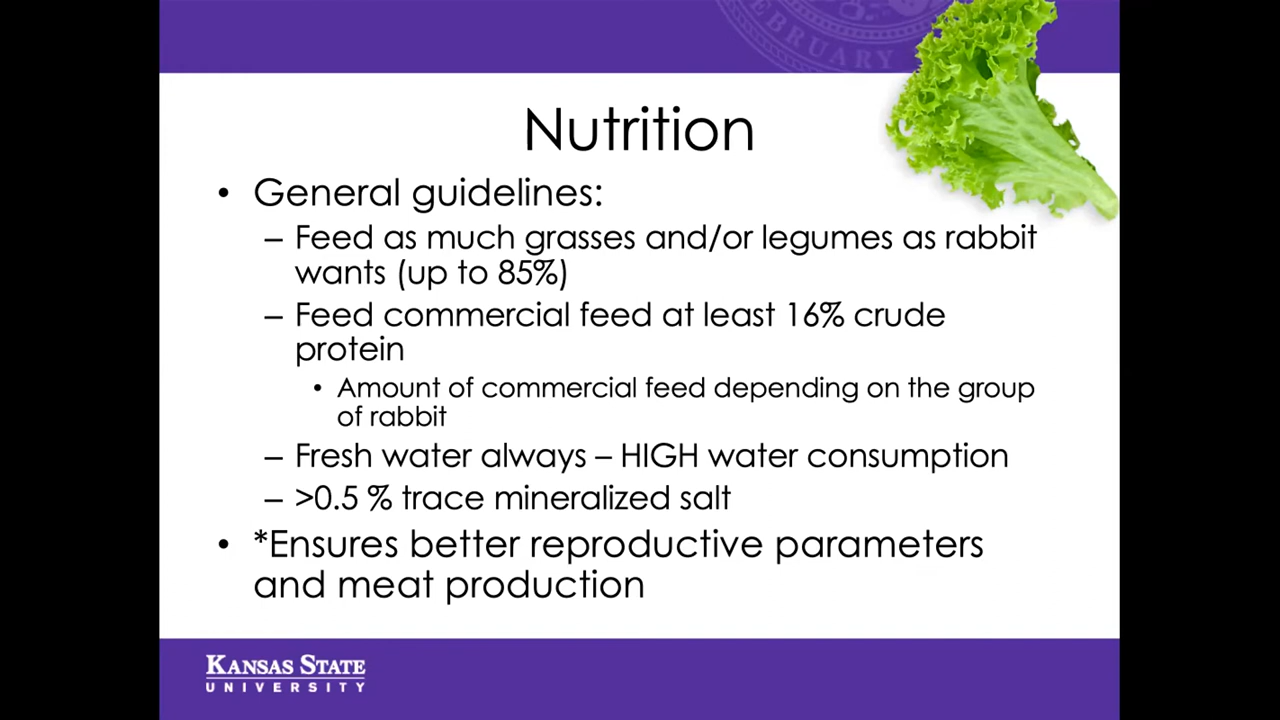 FEBRUARY
Nutrition
• General guidelines:
– Feed as much grasses and/or legumes as rabbit
wants (up to 85%)
– Feed commercial feed at least 16% crude
protein
• Amount of commercial feed depending on the group
of rabbit
– Fresh water always – HIGH water consumption
– >0.5 % trace mineralized salt
• *Ensures better reproductive parameters
and meat production
KANSAS STATE
UNIVERSITY